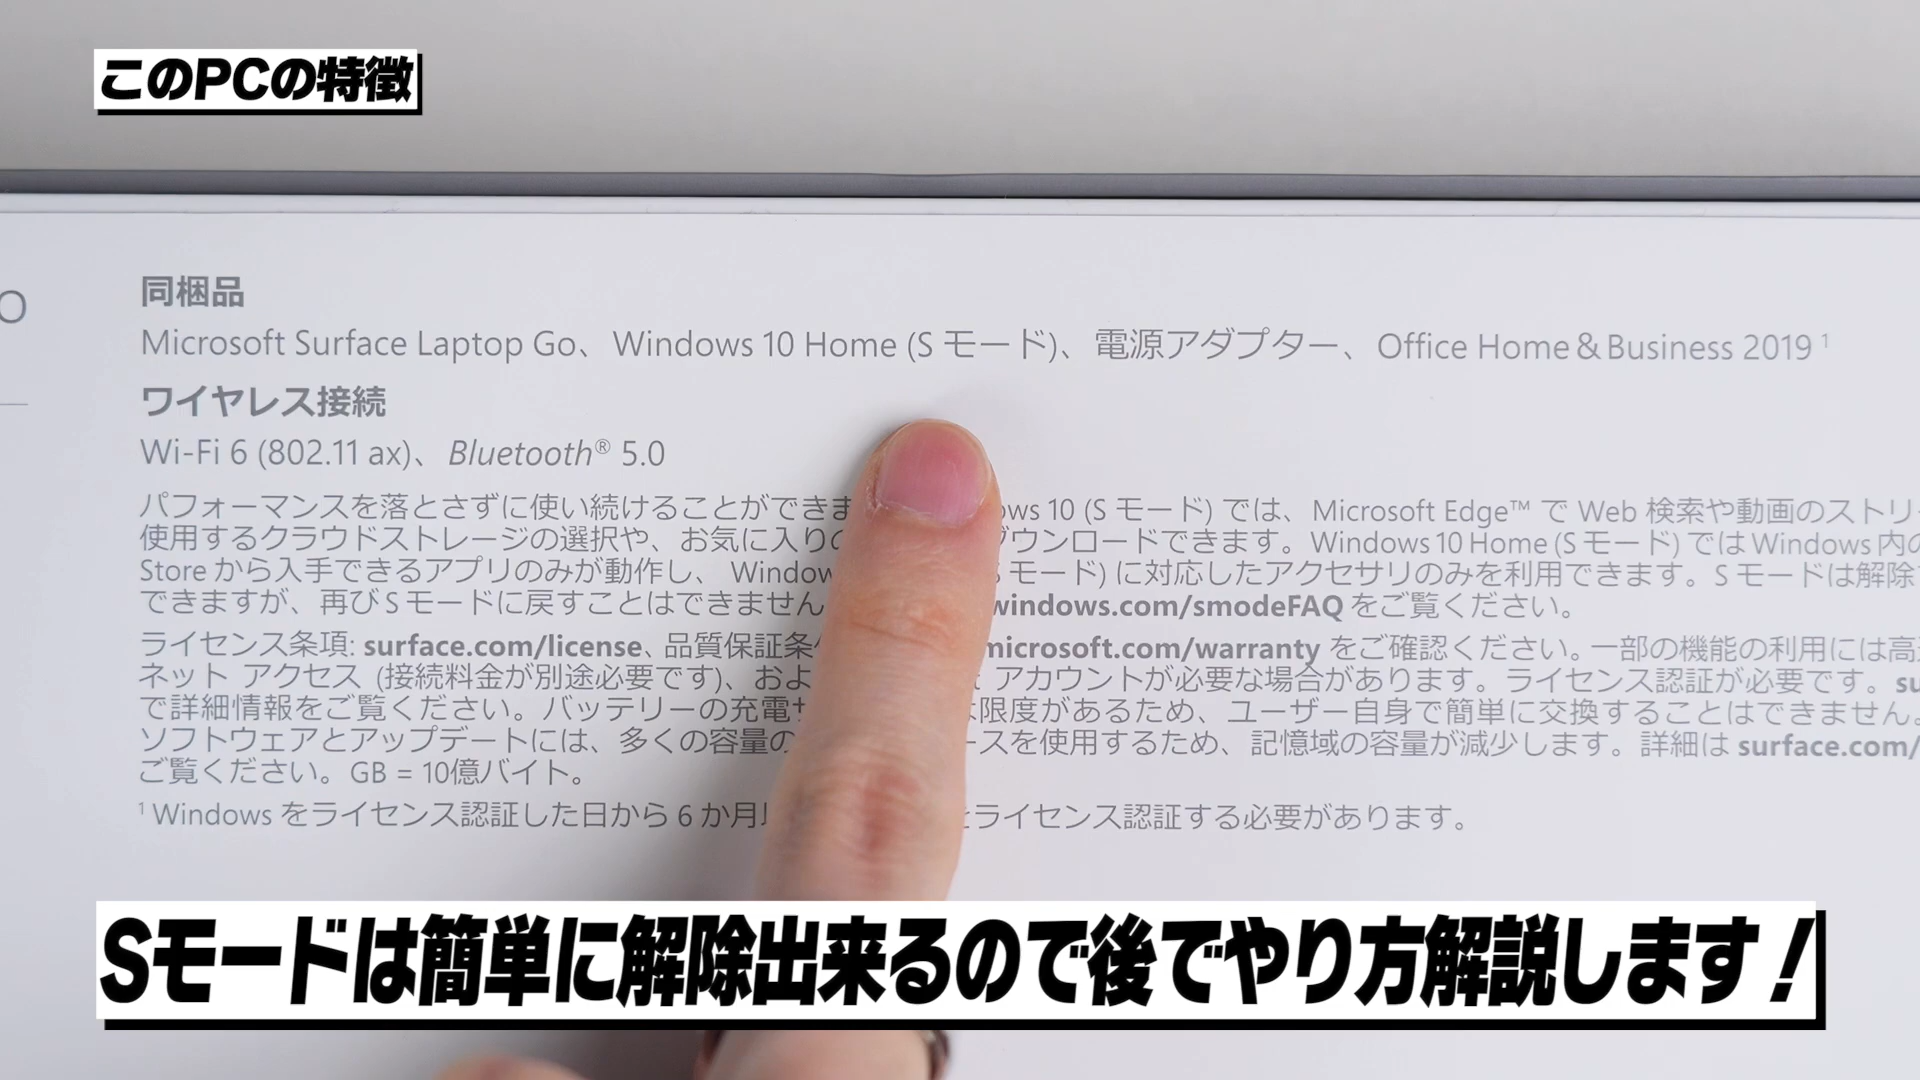 このPCの特徴
同梱品
Microsoft Surface Laptop Go、Windows 10 Home (S モード)、電源アダプター、Office Home & Business 2019 ¹
ワイヤレス接続
Wi-Fi 6 (802.11 ax)、Bluetooth® 5.0
パフォーマンスを落とさずに使い続けることができま ows 10 (S モード) では、Microsoft Edge™ で Web 検索や動画のストリ
使用するクラウドストレージの選択や、お気に入り ダウンロードできます。Windows 10 Home (S モード) では Windows 内の
Store から入手できるアプリのみが動作し、Window S モード) に対応したアクセサリのみを利用できます。S モードは解除
できますが、再び S モードに戻すことはできません windows.com/smodeFAQ をご覧ください。
ライセンス条項: surface.com/license、品質保証条 microsoft.com/warranty をご確認ください。一部の機能の利用には高
ネット アクセス (接続料金が別途必要です)、およ アカウントが必要な場合があります。ライセンス認証が必要です。su
で詳細情報をご覧ください。バッテリーの充電 限度があるため、ユーザー自身で簡単に交換することはできません。
ソフトウェアとアップデートには、多くの容量の ースを使用するため、記憶域の容量が減少します。詳細は surface.com/
ご覧ください。GB = 10億バイト。
¹ Windows をライセンス認証した日から 6 か月 ライセンス認証する必要があります。
Sモードは簡単に解除出来るので後でやり方解説します！